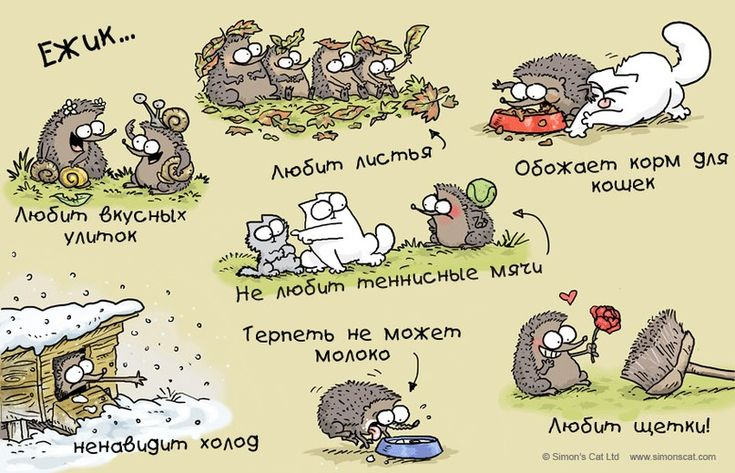 Ёжик...
Любит вкусных
улиток
Любит листья
Обожает корм для
кошек
Не любит теннисные мячи
ненавидит холод
Терпеть не может
молоко
Любит щетки!
© Simon's Cat Ltd www.simonscat.com